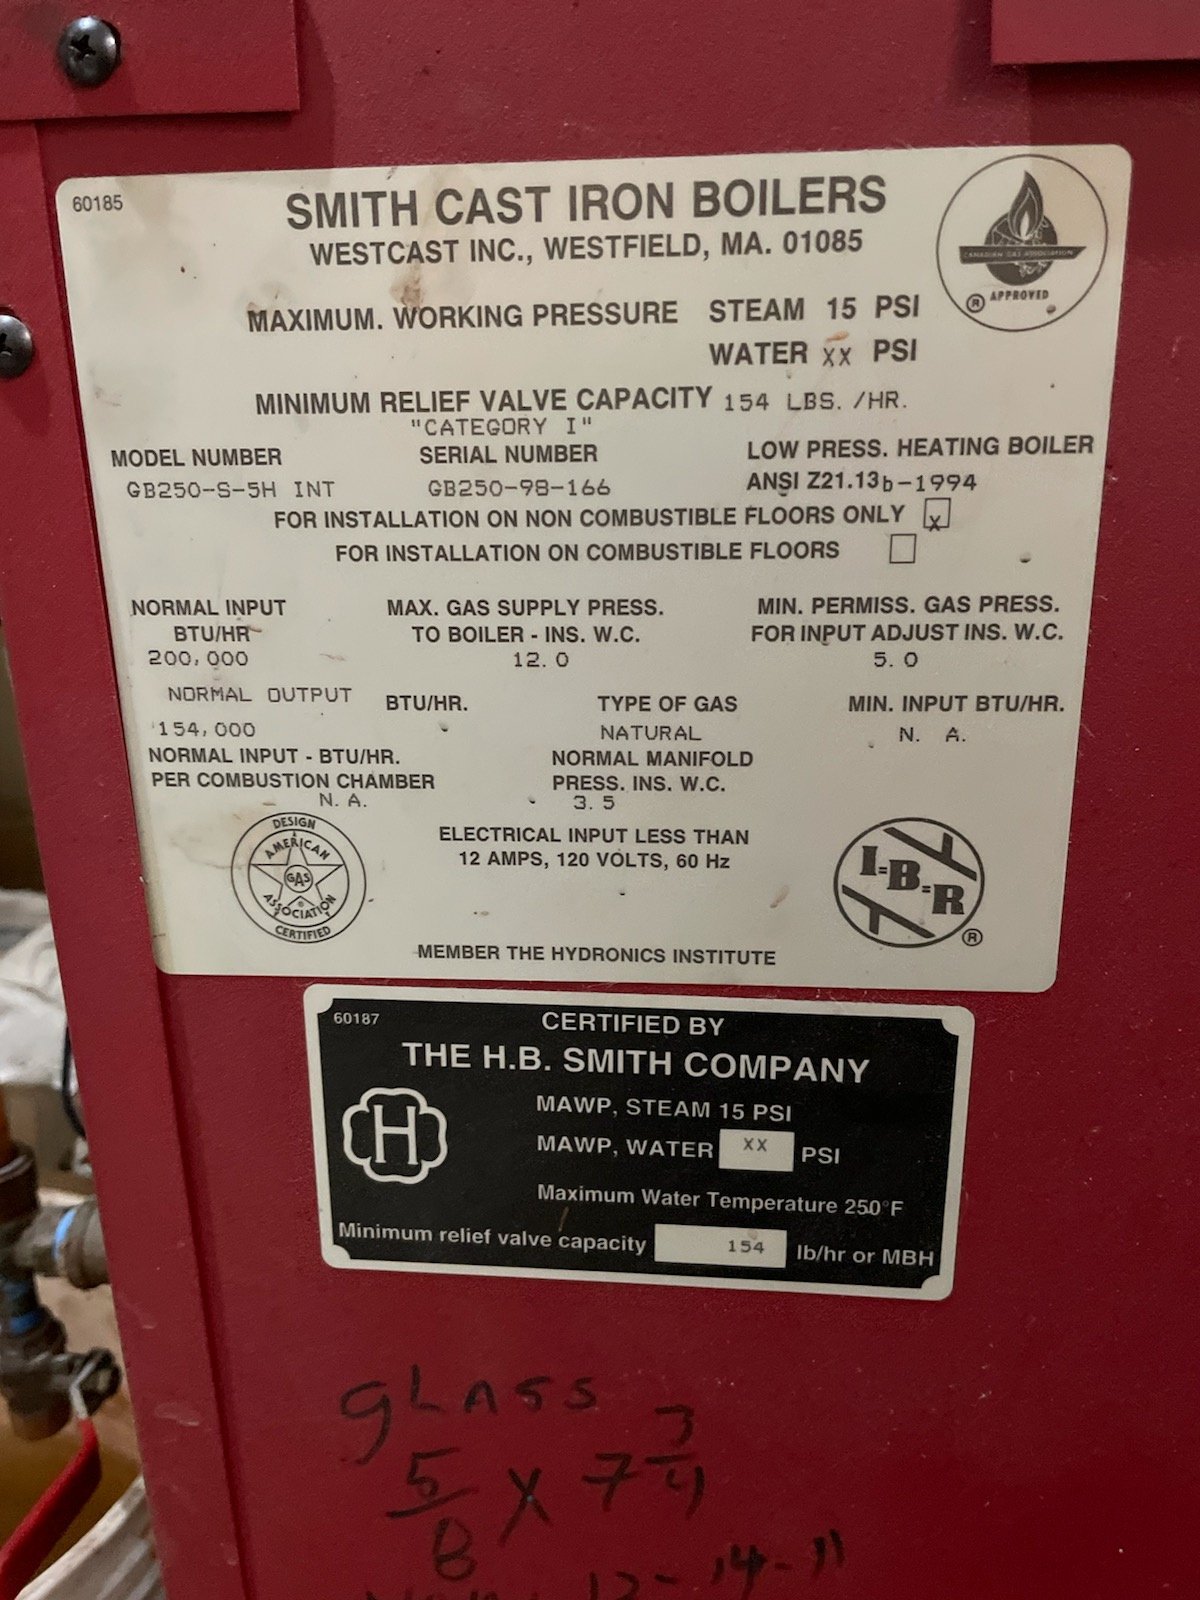 60185
SMITH CAST IRON BOILERS
WESTCAST INC., WESTFIELD, MA. 01085
CANADIAN GAS ASSOCIATION
® APPROVED
MAXIMUM. WORKING PRESSURE STEAM 15 PSI
WATER XX PSI
MINIMUM RELIEF VALVE CAPACITY 154 LBS. /HR.
"CATEGORY I"
MODEL NUMBER SERIAL NUMBER LOW PRESS. HEATING BOILER
GB250-S-5H INT GB250-98-166 ANSI Z21.13b-1994
FOR INSTALLATION ON NON COMBUSTIBLE FLOORS ONLY X
FOR INSTALLATION ON COMBUSTIBLE FLOORS
NORMAL INPUT MAX. GAS SUPPLY PRESS. MIN. PERMISS. GAS PRESS.
BTU/HR TO BOILER - INS. W.C. FOR INPUT ADJUST INS. W.C.
200,000 12.0 5.0
NORMAL OUTPUT BTU/HR. TYPE OF GAS MIN. INPUT BTU/HR.
154,000 NATURAL N. A.
NORMAL INPUT - BTU/HR. NORMAL MANIFOLD
PER COMBUSTION CHAMBER PRESS. INS. W.C.
N. A. 3.5
DESIGN
AMERICAN
GAS
®
ASSOCIATION
CERTIFIED
ELECTRICAL INPUT LESS THAN
12 AMPS, 120 VOLTS, 60 Hz
I=B=R
®
MEMBER THE HYDRONICS INSTITUTE
60187
CERTIFIED BY
THE H.B. SMITH COMPANY
H
MAWP, STEAM 15 PSI
MAWP, WATER XX PSI
Maximum Water Temperature 250°F
Minimum relief valve capacity 154 lb/hr or MBH
GLASS
5/8 X 7 3/4
12-14-11